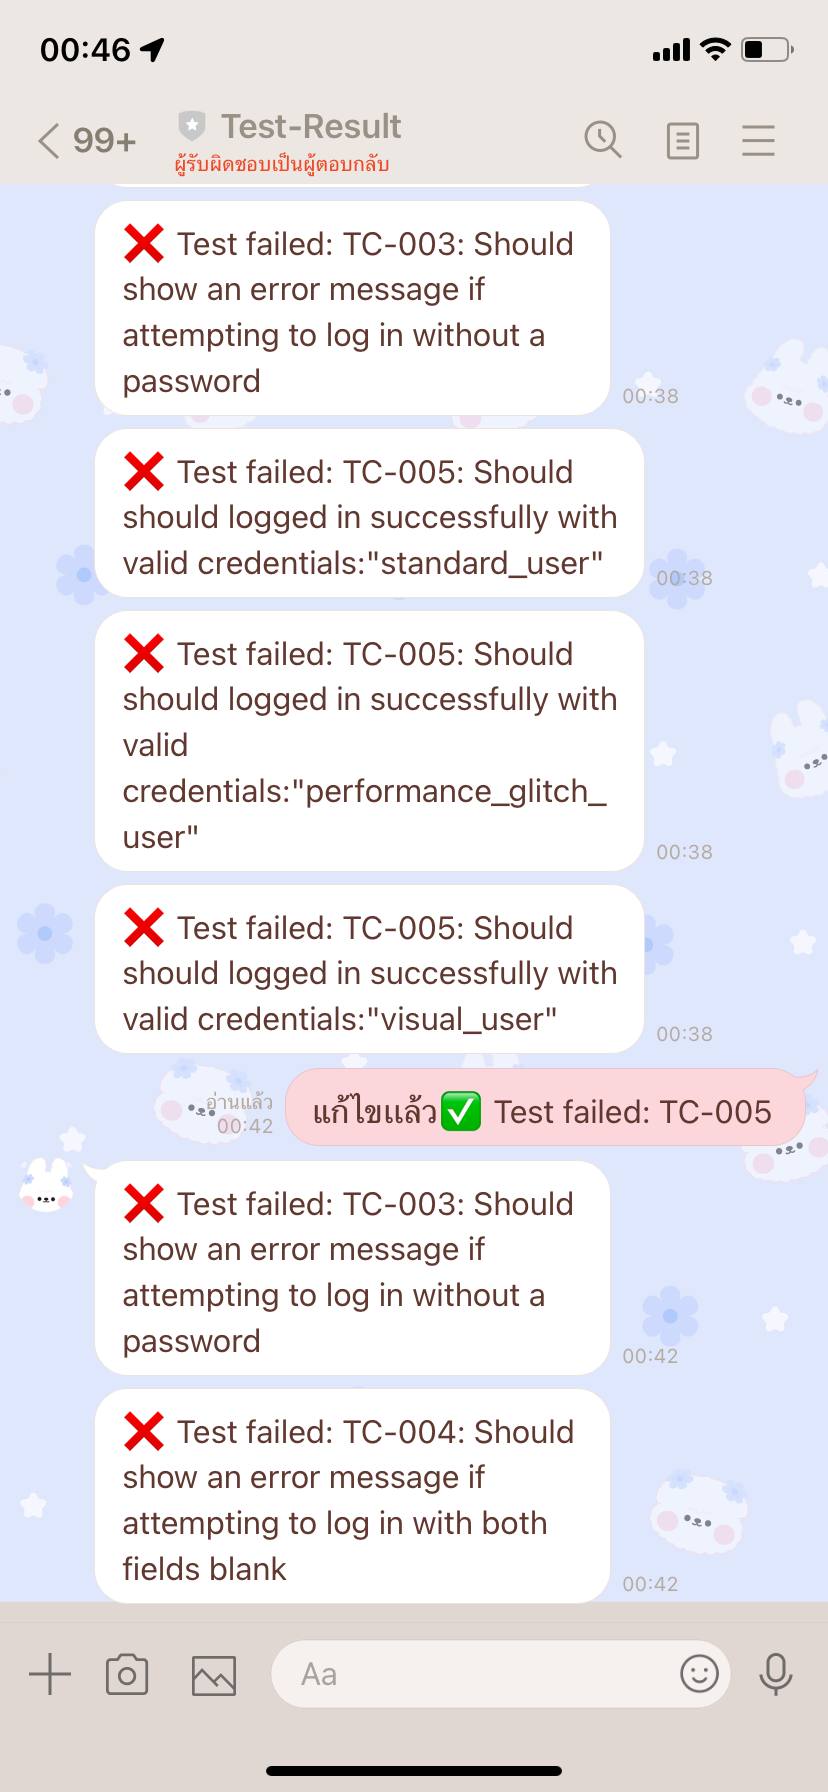 00:46
99+
Test-Result
ผู้รับผิดชอบเป็นผู้ตอบกลับ
❌ Test failed: TC-003: Should
show an error message if
attempting to log in without a
password
00:38
❌ Test failed: TC-005: Should
should logged in successfully with
valid credentials:"standard_user"
00:38
❌ Test failed: TC-005: Should
should logged in successfully with
valid
credentials:"performance_glitch_
user"
00:38
❌ Test failed: TC-005: Should
should logged in successfully with
valid credentials:"visual_user"
00:38
อ่านแล้ว
00:42
แก้ไขแล้ว✅ Test failed: TC-005
❌ Test failed: TC-003: Should
show an error message if
attempting to log in without a
password
00:42
❌ Test failed: TC-004: Should
show an error message if
attempting to log in with both
fields blank
00:42
Aa